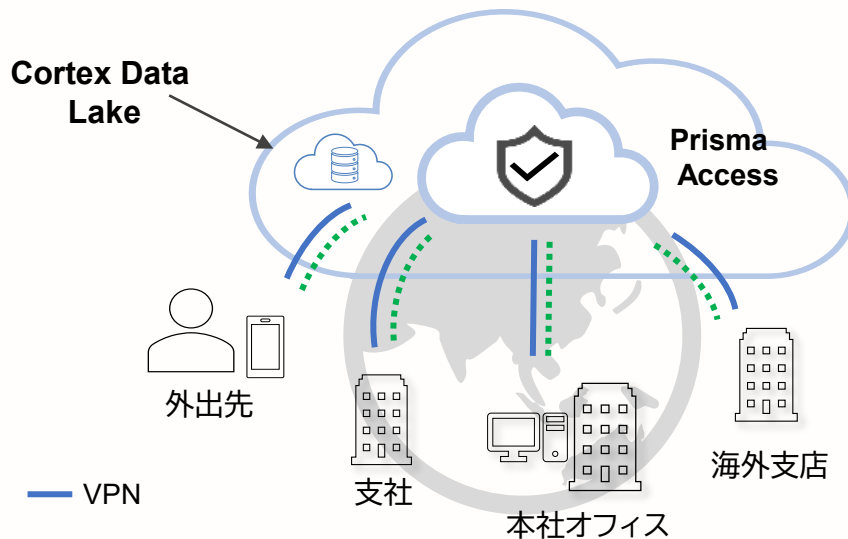 Cortex Data
Lake
Prisma
Access
外出先
支社
本社オフィス
海外支店
VPN